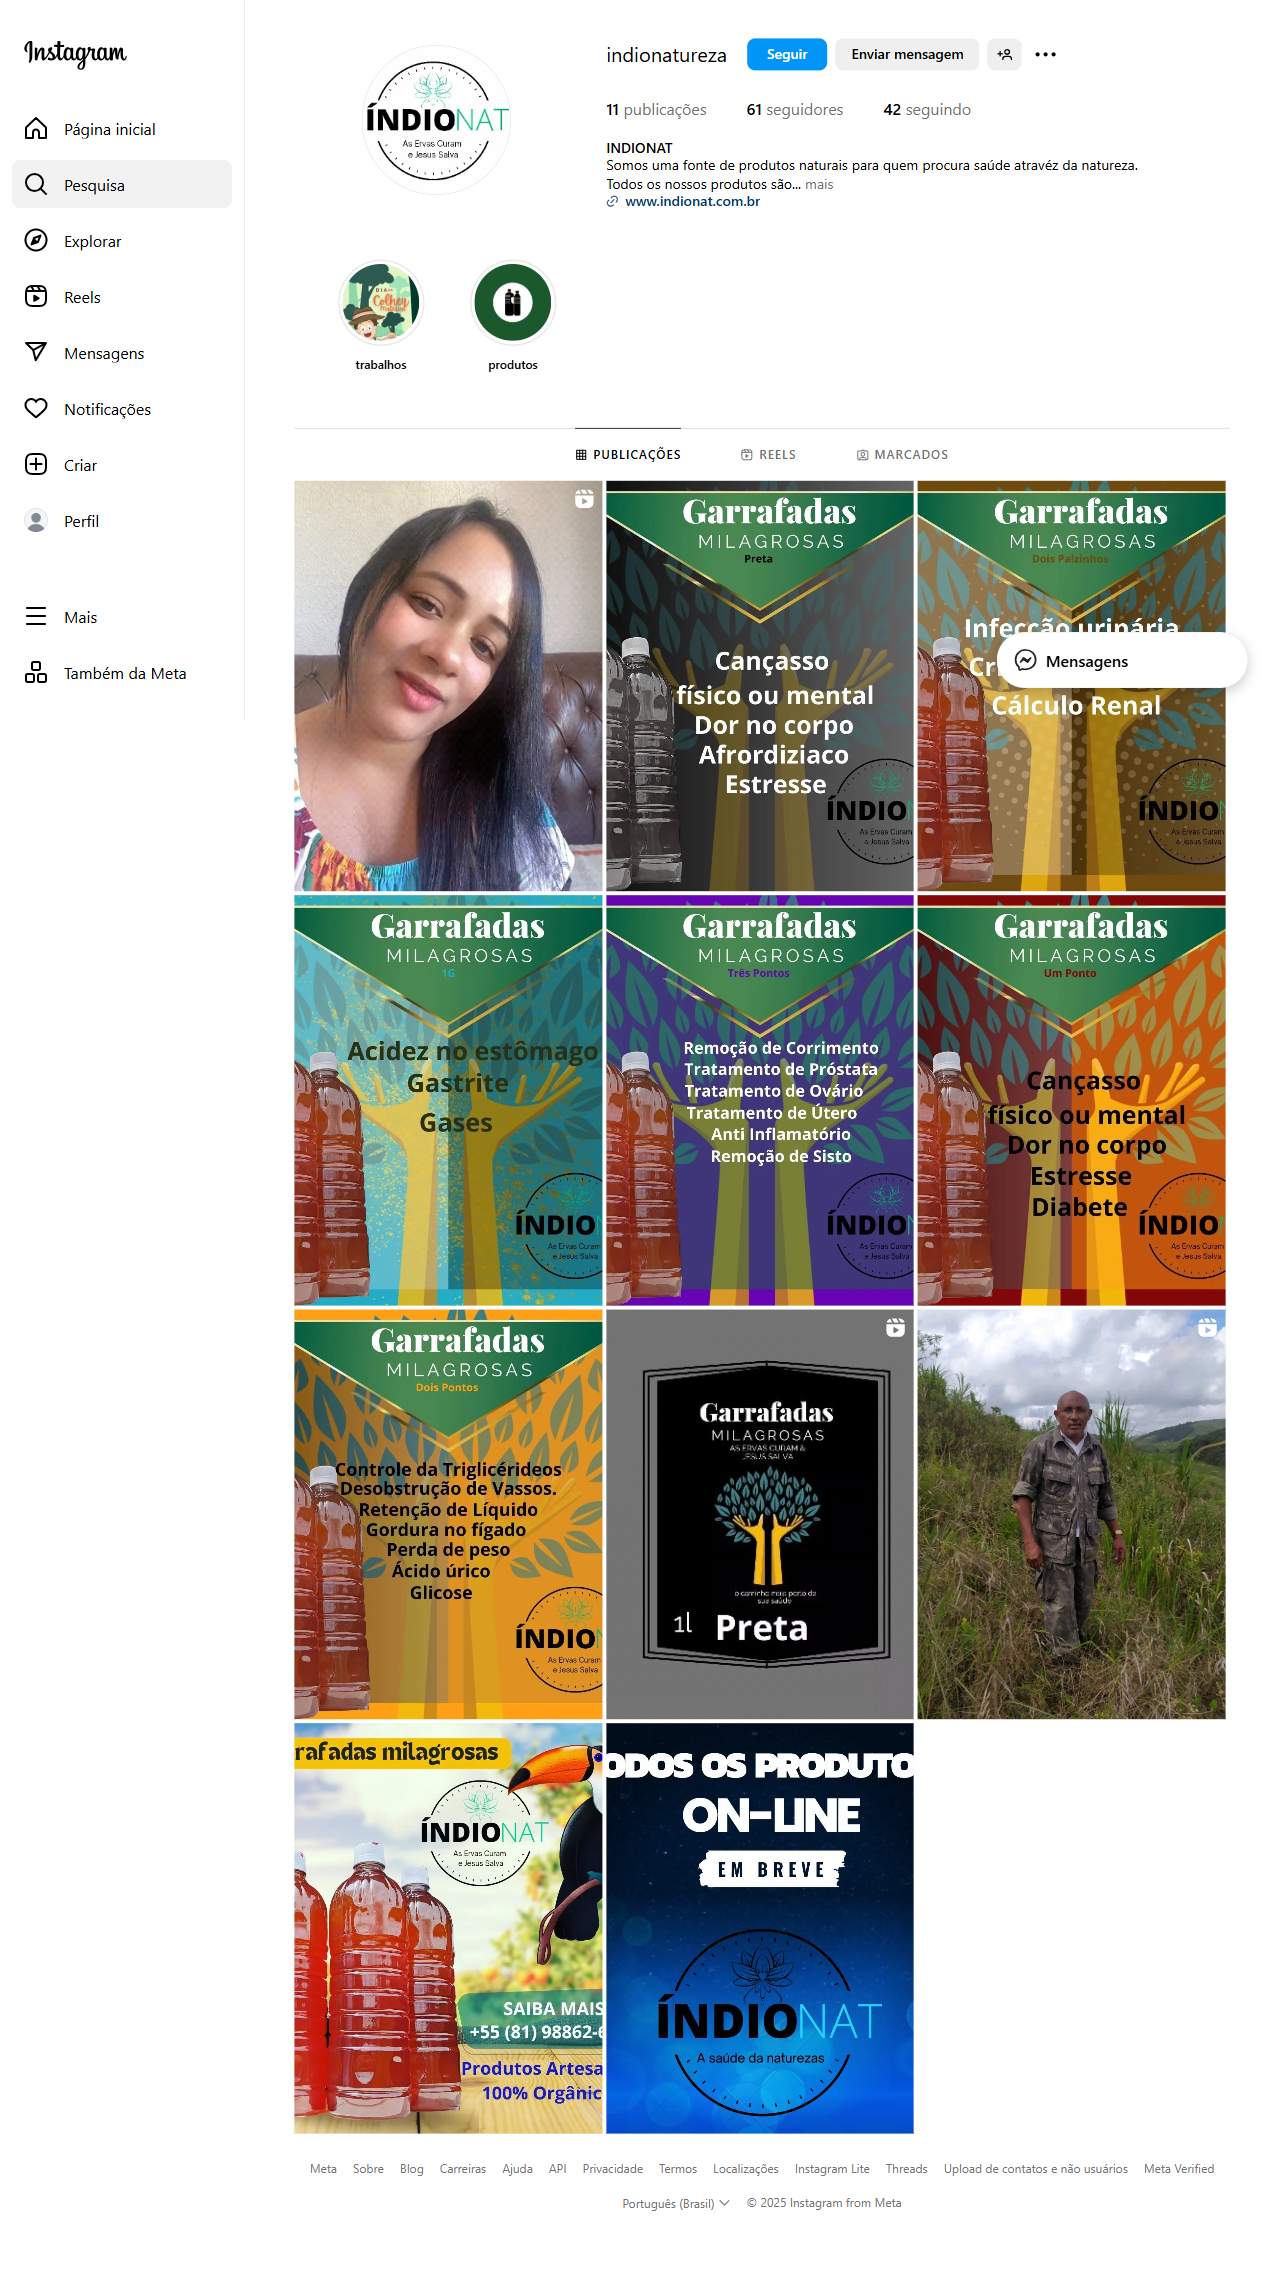 Instagram
Página inicial
Pesquisa
Explorar
Reels
Mensagens
Notificações
Criar
Perfil
Mais
Também da Meta
ÍNDIONAT
As Ervas Curam
e Jesus Salva
indionatureza
Seguir
Enviar mensagem
11 publicações 61 seguidores 42 seguindo
INDIONAT
Somos uma fonte de produtos naturais para quem procura saúde atravéz da natureza.
Todos os nossos produtos são... mais
www.indionat.com.br
DIA DE
Colher
Material
trabalhos
produtos
PUBLICAÇÕES
REELS
MARCADOS
Garrafadas
MILAGROSAS
Preta
Cançasso
físico ou mental
Dor no corpo
Afrordiziaco
Estresse
ÍNDION
As Ervas Curam
e Jesus Salva
Garrafadas
MILAGROSAS
Dois Palzinhos
Infecção urinária
Cálculo Renal
ÍNDION
As Ervas Curam
e Jesus Salva
Mensagens
Garrafadas
MILAGROSAS
1G
Acidez no estômago
Gastrite
Gases
ÍNDIO
As Ervas Curam
e Jesus Salva
Garrafadas
MILAGROSAS
Três Pontos
Remoção de Corrimento
Tratamento de Próstata
Tratamento de Ovário
Tratamento de Útero
Anti Inflamatório
Remoção de Sisto
ÍNDION
As Ervas Curam
e Jesus Salva
Garrafadas
MILAGROSAS
Um Ponto
Cançasso
físico ou mental
Dor no corpo
Estresse
Diabete
ÍNDION
As Ervas Curam
e Jesus Salva
Garrafadas
MILAGROSAS
Dois Pontos
Controle da Triglicérideos
Desobstrução de Vassos.
Retenção de Líquido
Gordura no fígado
Perda de peso
Ácido úrico
Glicose
ÍNDIO
As Ervas Curam
e Jesus Salva
Garrafadas
MILAGROSAS
AS ERVAS CURAM &
JESUS SALVA
o caminho mais perto da
sua saúde
1l Preta
rafadas milagrosas
ÍNDIONAT
As Ervas Curam
e Jesus Salva
SAIBA MAIS
+55 (81) 98862-6
Produtos Artesa
100% Orgânic
ODOS OS PRODUTO
ON-LINE
EM BREVE
ÍNDIONAT
A saúde da naturezas
Meta Sobre Blog Carreiras Ajuda API Privacidade Termos Localizações Instagram Lite Threads Upload de contatos e não usuários Meta Verified
Português (Brasil) © 2025 Instagram from Meta